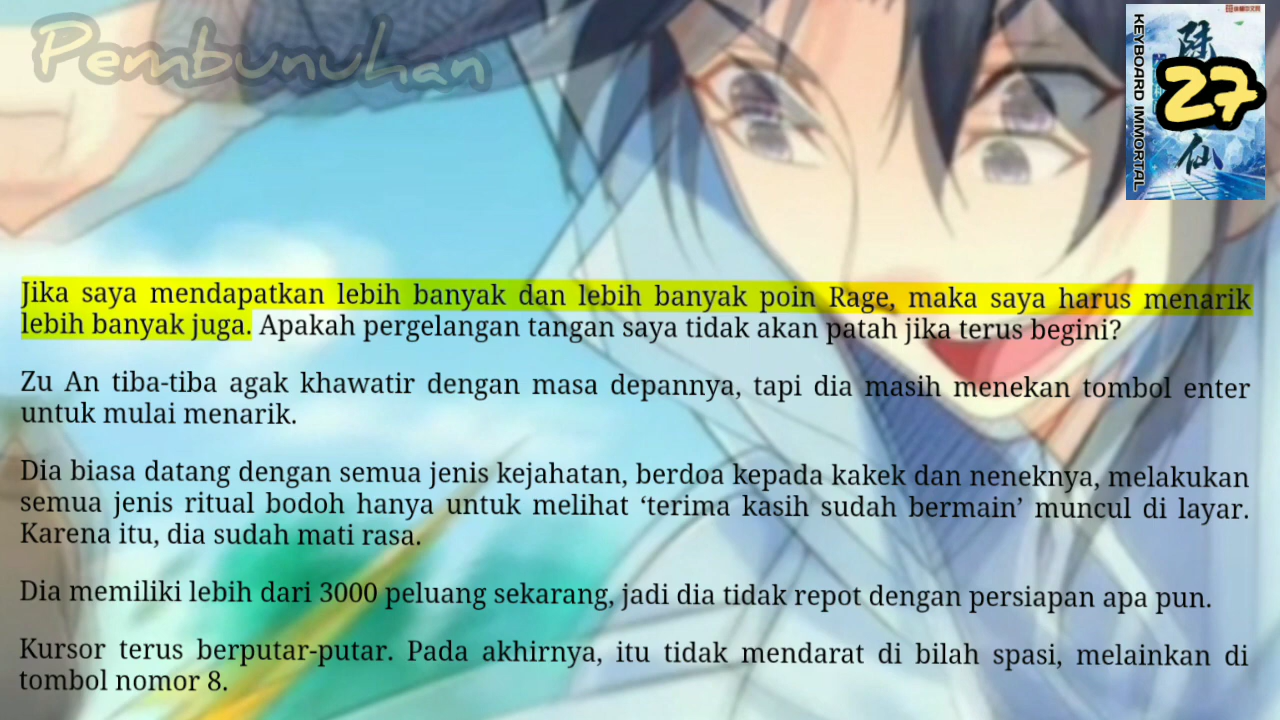 Pembunuhan
KEYBOARD IMMORTAL
27
仙
Jika saya mendapatkan lebih banyak dan lebih banyak poin Rage, maka saya harus menarik
lebih banyak juga. Apakah pergelangan tangan saya tidak akan patah jika terus begini?
Zu An tiba-tiba agak khawatir dengan masa depannya, tapi dia masih menekan tombol enter
untuk mulai menarik.
Dia biasa datang dengan semua jenis kejahatan, berdoa kepada kakek dan neneknya, melakukan
semua jenis ritual bodoh hanya untuk melihat ‘terima kasih sudah bermain’ muncul di layar.
Karena itu, dia sudah mati rasa.
Dia memiliki lebih dari 3000 peluang sekarang, jadi dia tidak repot dengan persiapan apa pun.
Kursor terus berputar-putar. Pada akhirnya, itu tidak mendarat di bilah spasi, melainkan di
tombol nomor 8.